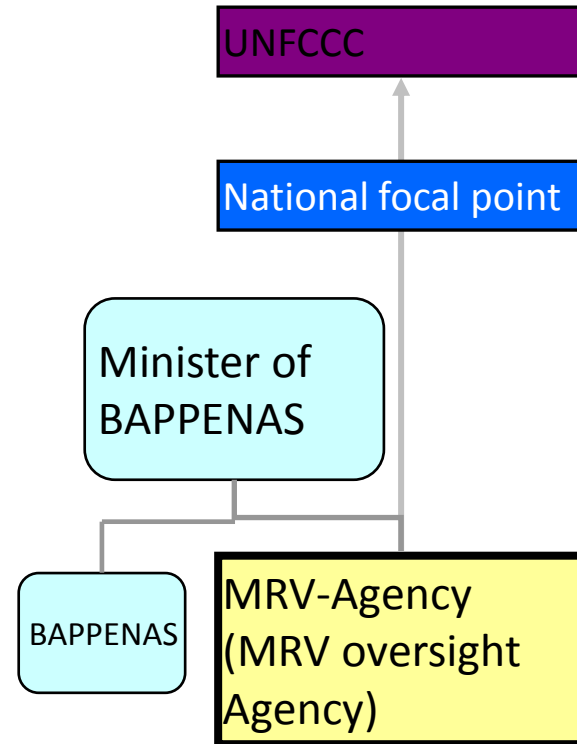 UNFCCC
National focal point
Minister of
BAPPENAS
BAPPENAS
MRV-Agency
(MRV oversight
Agency)